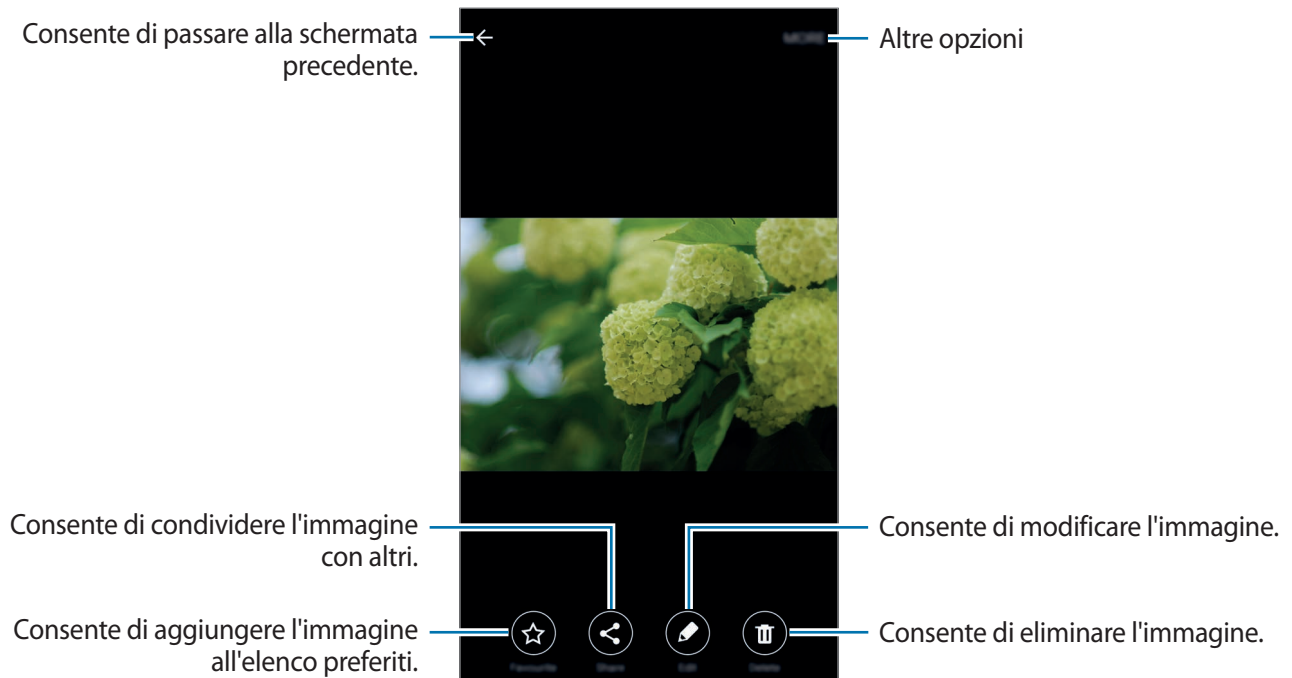 Consente di passare alla schermata
precedente.
MORE
Altre opzioni
Consente di condividere l'immagine
con altri.
Consente di modificare l'immagine.
Consente di aggiungere l'immagine
all'elenco preferiti.
Consente di eliminare l'immagine.
Favourite
Share
Edit
Delete